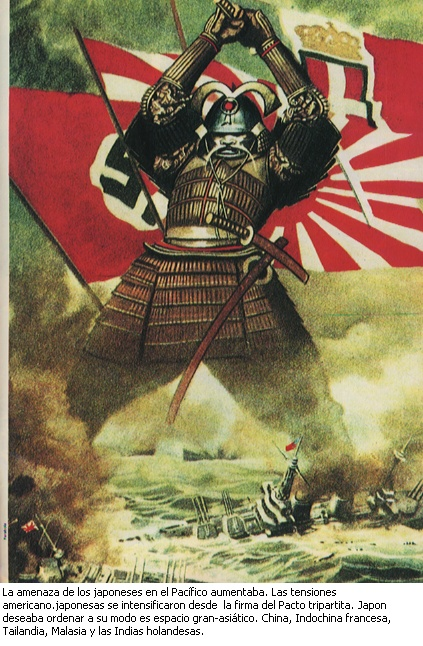 La amenaza de los japoneses en el Pacífico aumentaba. Las tensiones
americano.japonesas se intensificaron desde  la firma del Pacto tripartita. Japon
deseaba ordenar a su modo es espacio gran-asiático. China, Indochina francesa,
Tailandia, Malasia y las Indias holandesas.